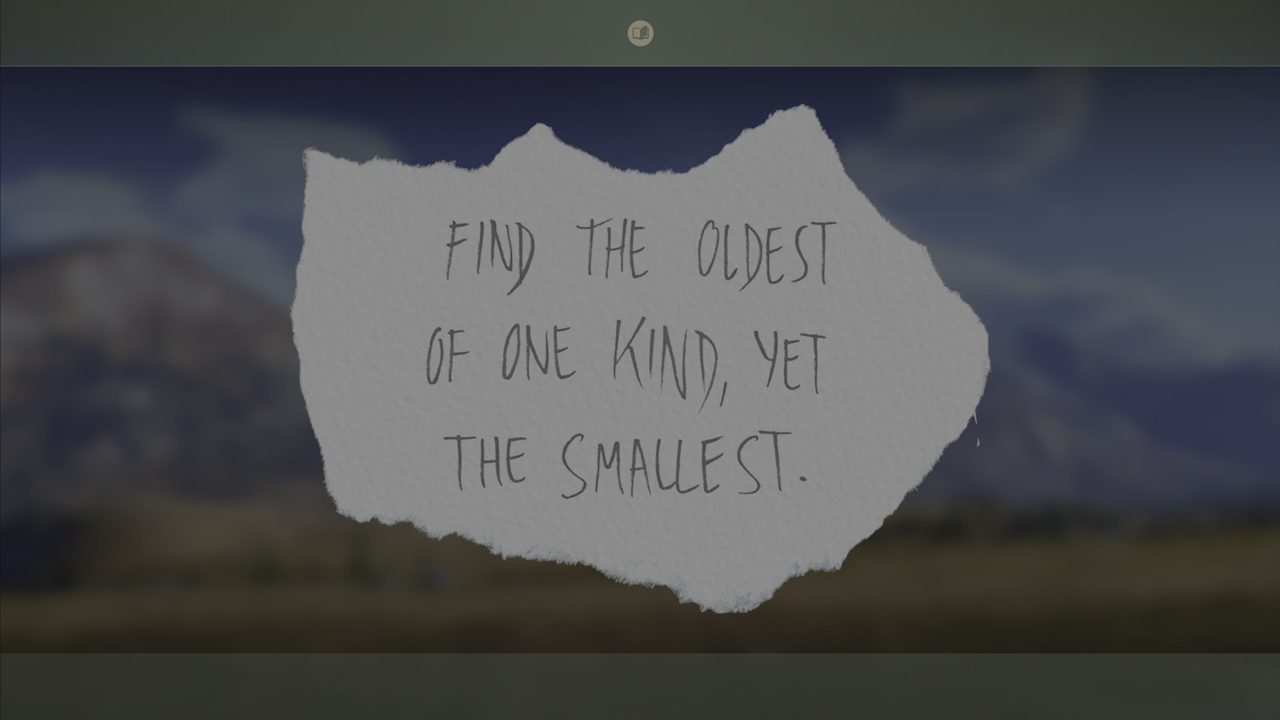 FIND THE OLDEST
OF ONE KIND, YET
THE SMALLEST.